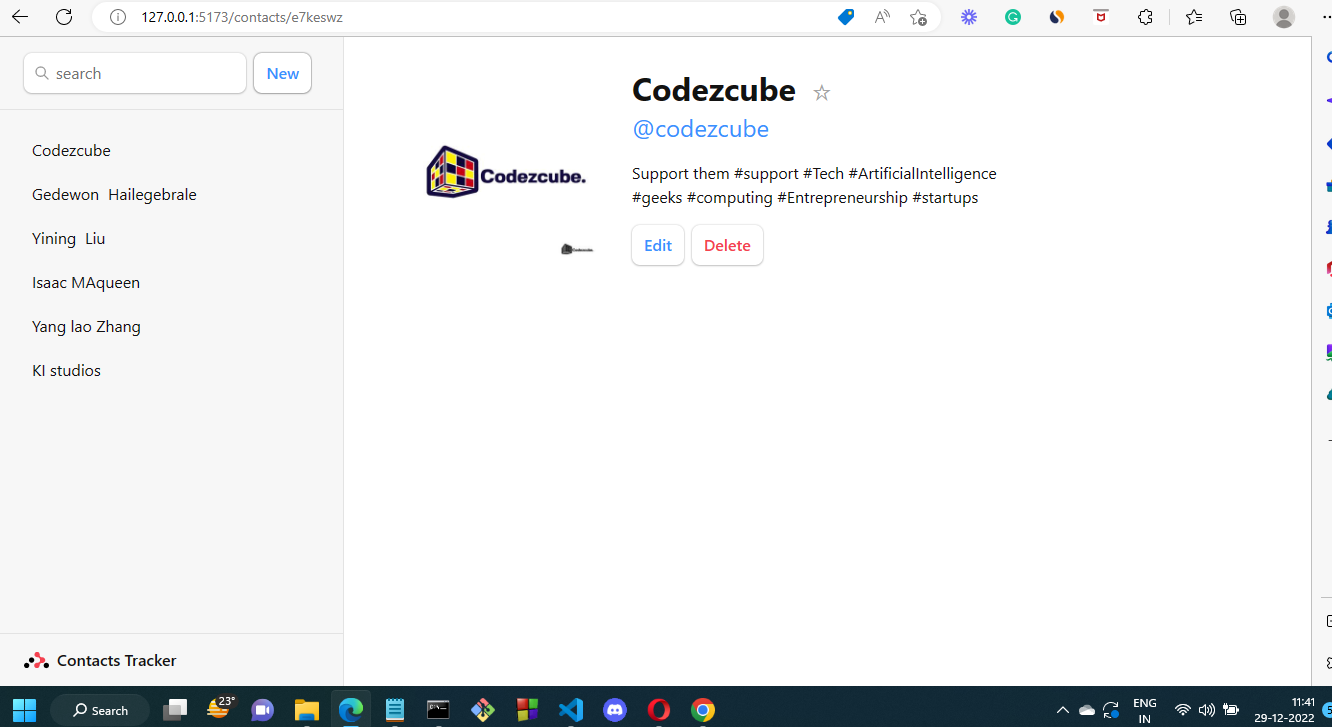 127.0.0.1:5173/contacts/e7keswz
search
New
Codezcube
Gedewon  Hailegebrale
Yining  Liu
Isaac MAqueen
Yang lao Zhang
KI studios
Contacts Tracker
Codezcube.
Codezcube ☆
@codezcube
Support them #support #Tech #ArtificialIntelligence
#geeks #computing #Entrepreneurship #startups
Edit
Delete
Search
23°
ENG
IN
11:41
29-12-2022